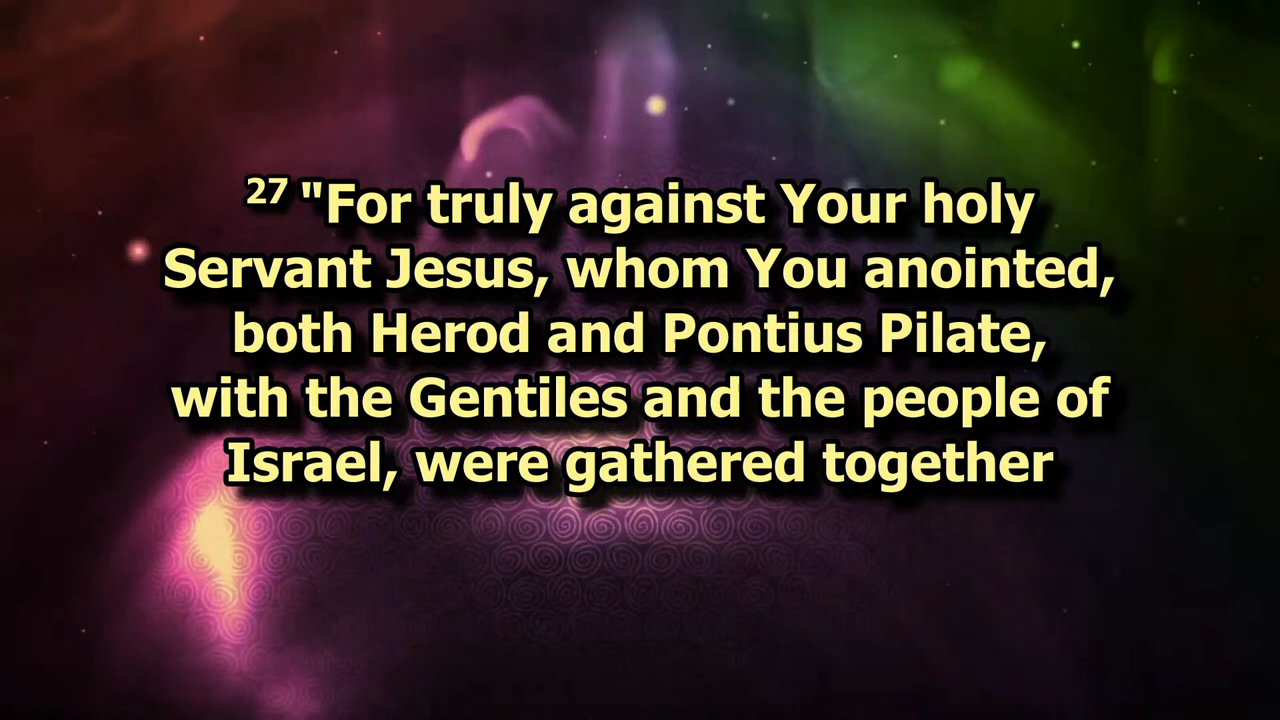 27 "For truly against Your holy
Servant Jesus, whom You anointed,
both Herod and Pontius Pilate,
with the Gentiles and the people of
Israel, were gathered together